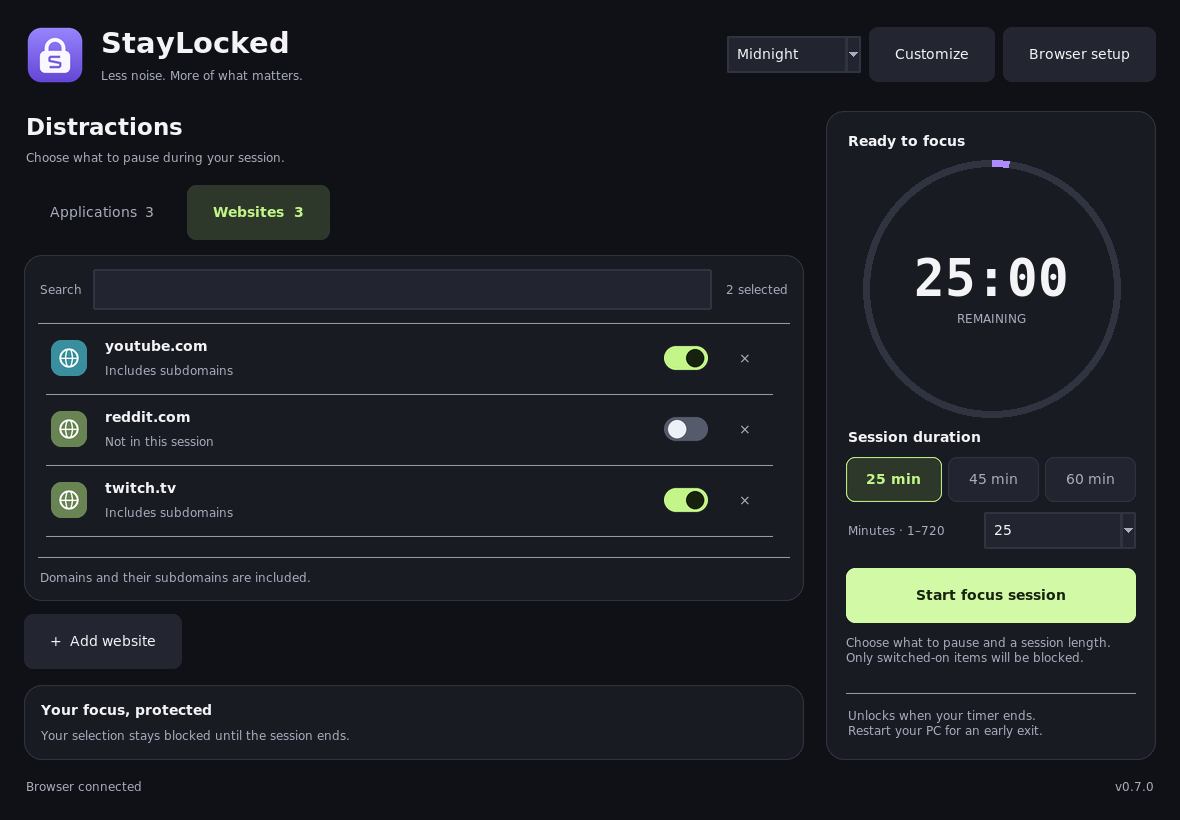 StayLocked
Less noise. More of what matters.
Midnight
Customize
Browser setup
Distractions
Choose what to pause during your session.
Applications 3
Websites 3
Search
2 selected
youtube.com
Includes subdomains
×
reddit.com
Not in this session
×
twitch.tv
Includes subdomains
×
Domains and their subdomains are included.
+ Add website
Your focus, protected
Your selection stays blocked until the session ends.
Browser connected
Ready to focus
25:00
REMAINING
Session duration
25 min
45 min
60 min
Minutes · 1–720
25
Start focus session
Choose what to pause and a session length.
Only switched-on items will be blocked.
Unlocks when your timer ends.
Restart your PC for an early exit.
v0.7.0